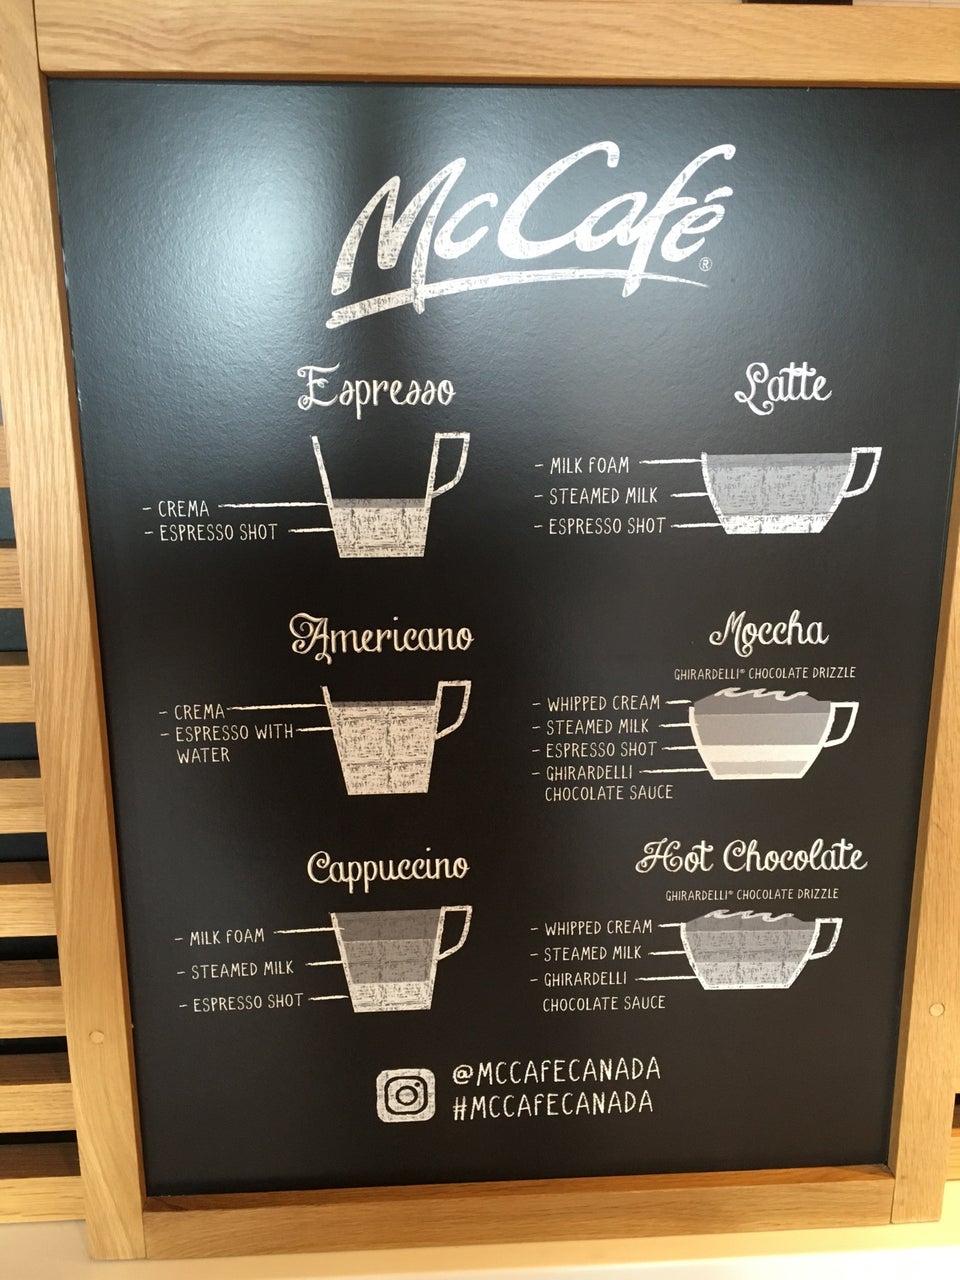 McCafé®
Espresso
- CREMA
- ESPRESSO SHOT
Latte
- MILK FOAM
- STEAMED MILK
- ESPRESSO SHOT
Americano
- CREMA
- ESPRESSO WITH
WATER
Moccha
GHIRARDELLI® CHOCOLATE DRIZZLE
- WHIPPED CREAM
- STEAMED MILK
- ESPRESSO SHOT
- GHIRARDELLI
CHOCOLATE SAUCE
Cappuccino
- MILK FOAM
- STEAMED MILK
- ESPRESSO SHOT
Hot Chocolate
GHIRARDELLI® CHOCOLATE DRIZZLE
- WHIPPED CREAM
- STEAMED MILK
- GHIRARDELLI
CHOCOLATE SAUCE
@MCCAFECANADA
#MCCAFECANADA